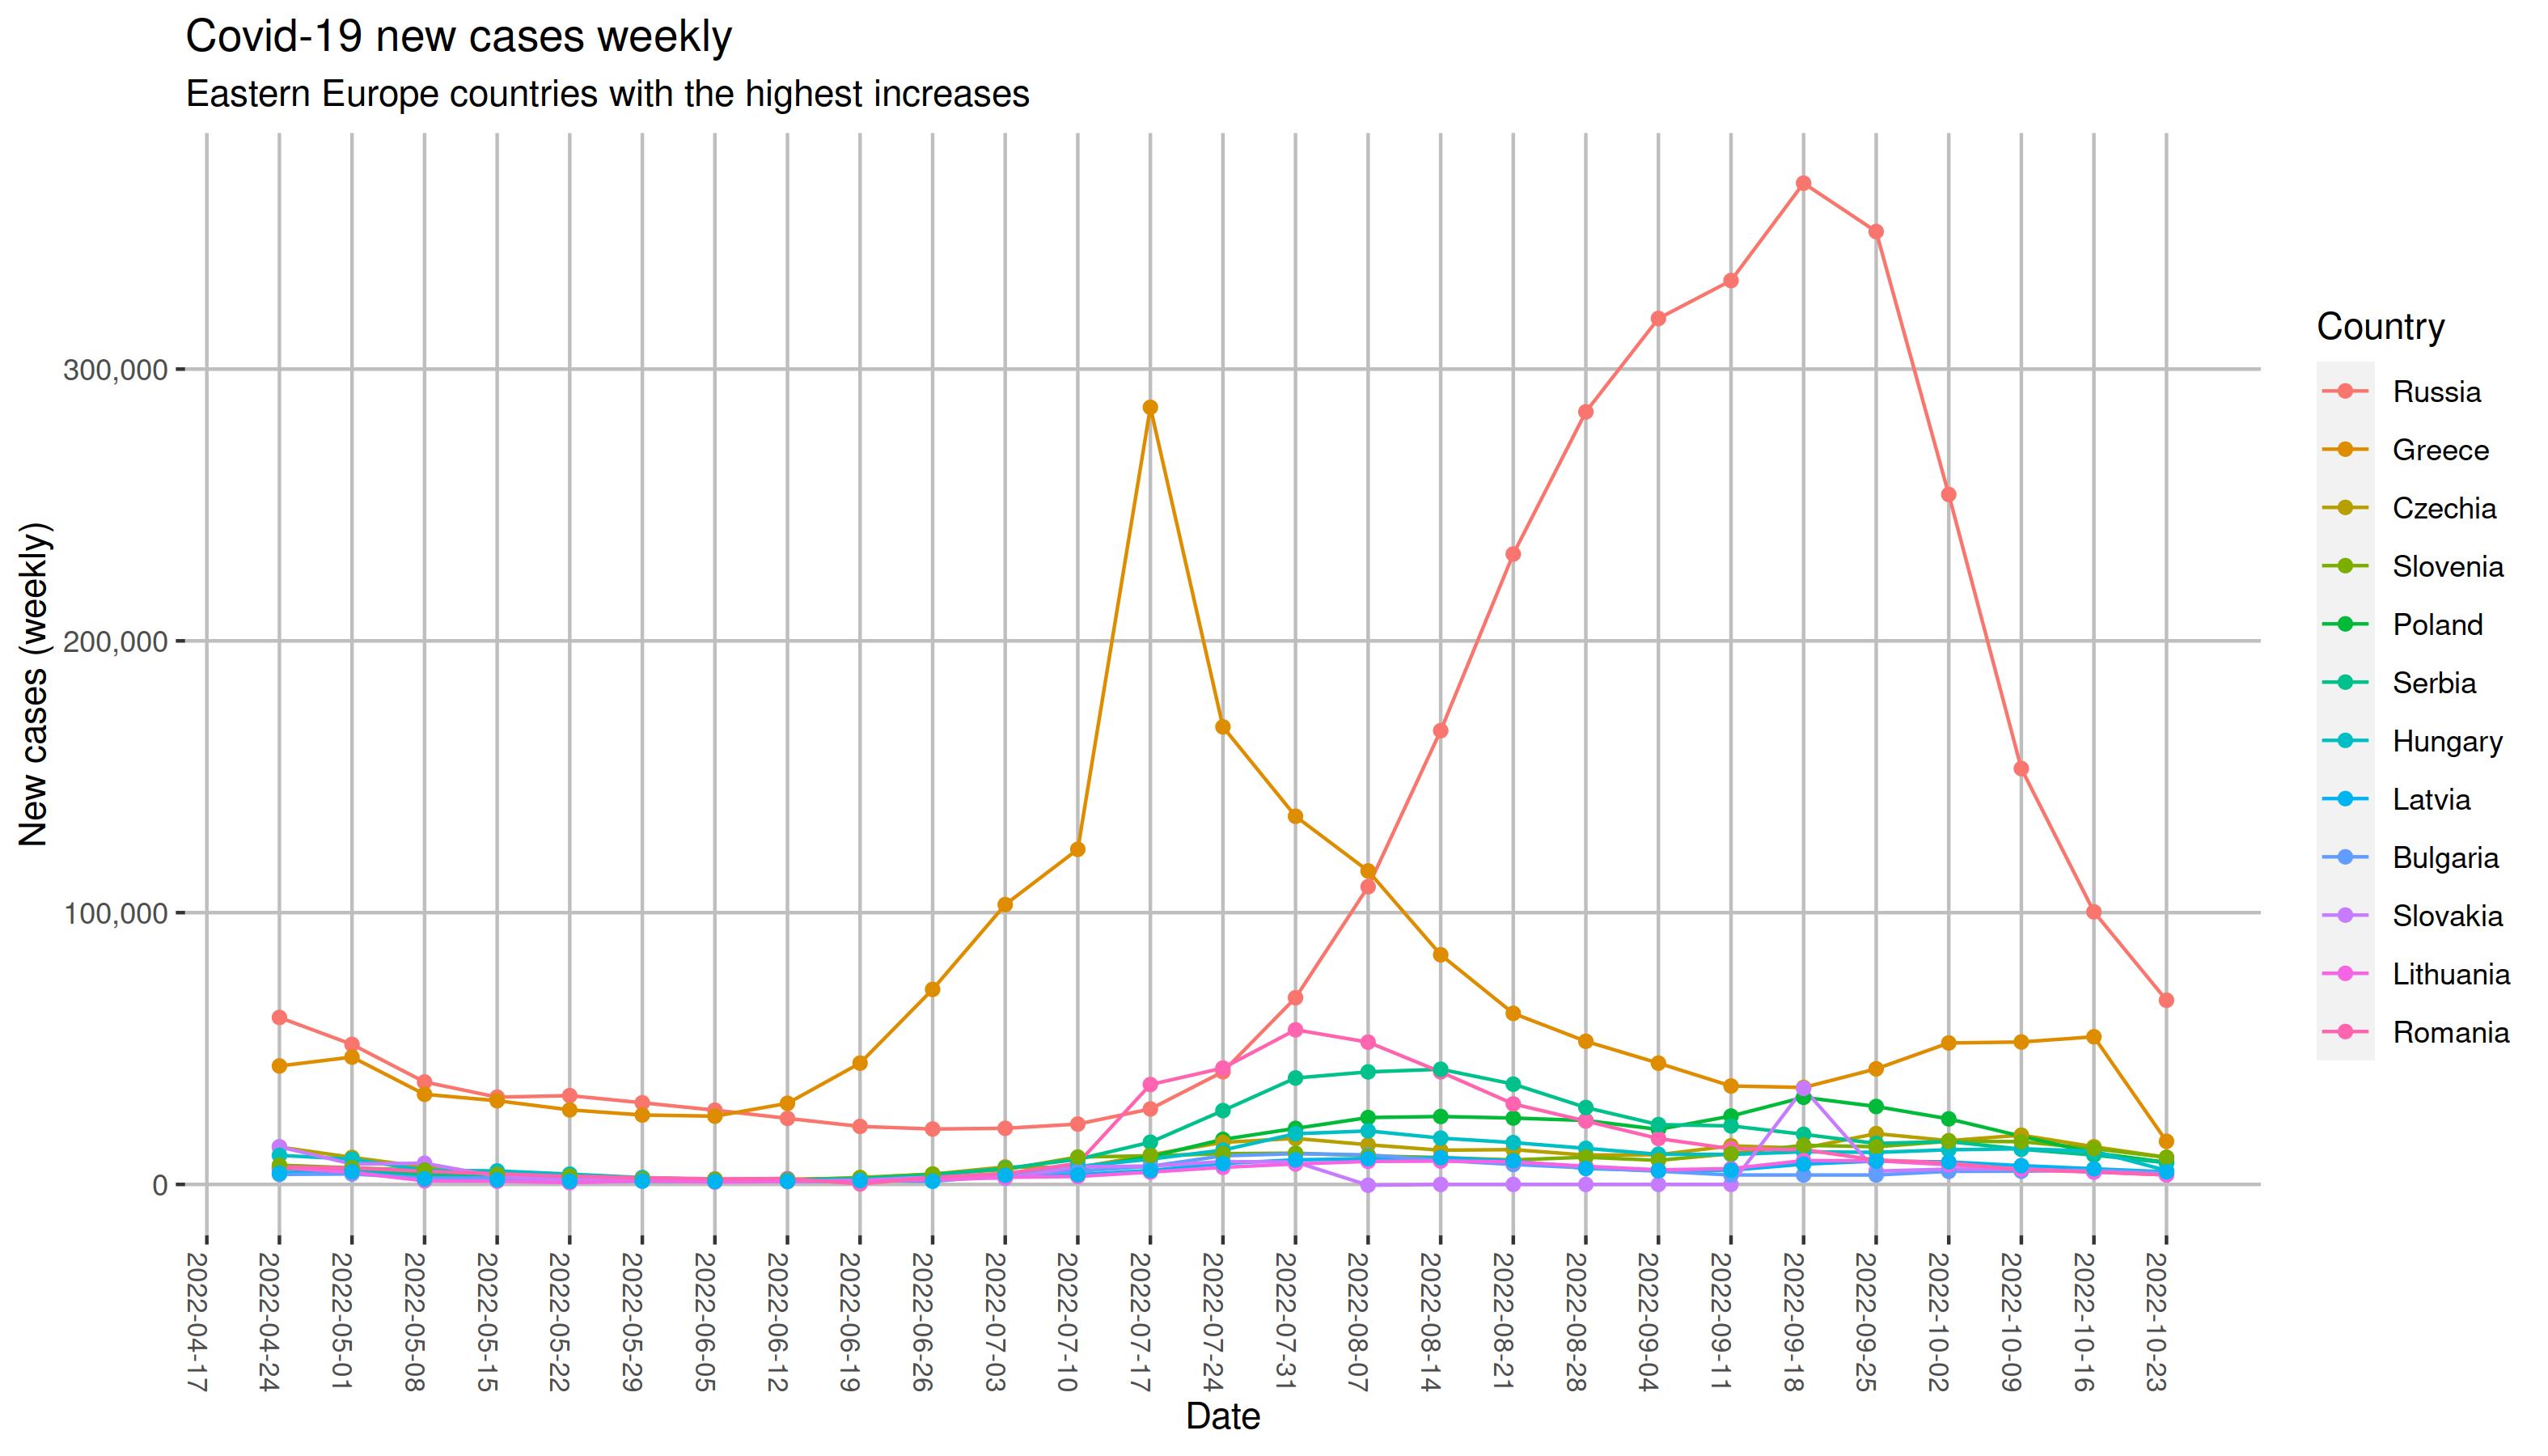 Covid-19 new cases weekly
Eastern Europe countries with the highest increases
New cases (weekly)
300,000
200,000
100,000
0
2022-04-17
2022-04-24
2022-05-01
2022-05-08
2022-05-15
2022-05-22
2022-05-29
2022-06-05
2022-06-12
2022-06-19
2022-06-26
2022-07-03
2022-07-10
2022-07-17
2022-07-24
2022-07-31
2022-08-07
2022-08-14
2022-08-21
2022-08-28
2022-09-04
2022-09-11
2022-09-18
2022-09-25
2022-10-02
2022-10-09
2022-10-16
2022-10-23
Date
Country
Russia
Greece
Czechia
Slovenia
Poland
Serbia
Hungary
Latvia
Bulgaria
Slovakia
Lithuania
Romania